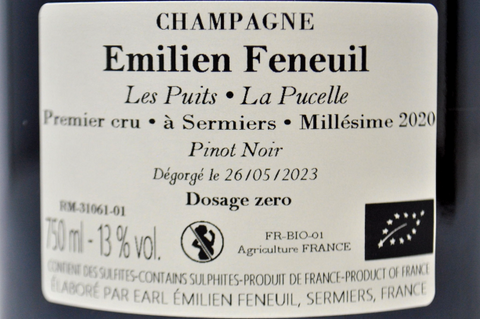 CHAMPAGNE
Emilien Feneuil
Les Puits • La Pucelle
Premier cru • à Sermiers • Millésime 2020
Pinot Noir
Dégorgé le 26/05/2023
Dosage zero
RM-31061-01
750 ml - 13 % vol.
FR-BIO-01
Agriculture FRANCE
CONTIENT DES SULFITES-CONTAINS SULPHITES-PRODUIT DE FRANCE-PRODUCT OF FRANCE
ÉLABORÉ PAR EARL ÉMILIEN FENEUIL, SERMIERS, FRANCE